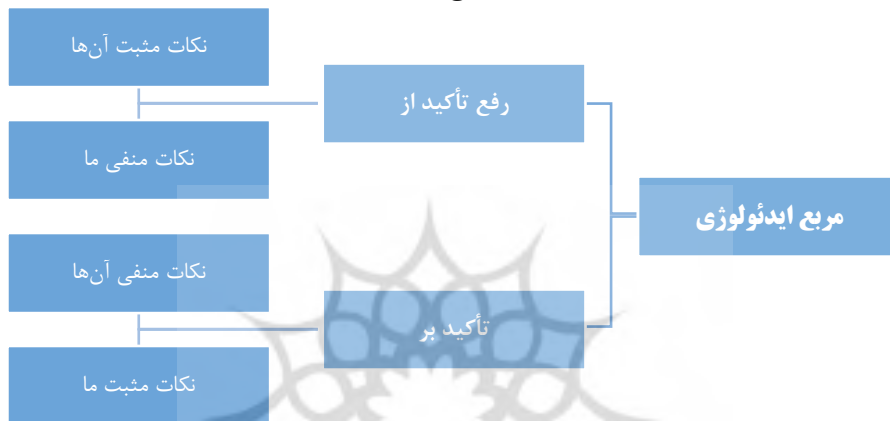 مربع ایدئولوژی
رفع تأکید از
نکات مثبت آن‌ها
نکات منفی ما
تأکید بر
نکات منفی آن‌ها
نکات مثبت ما